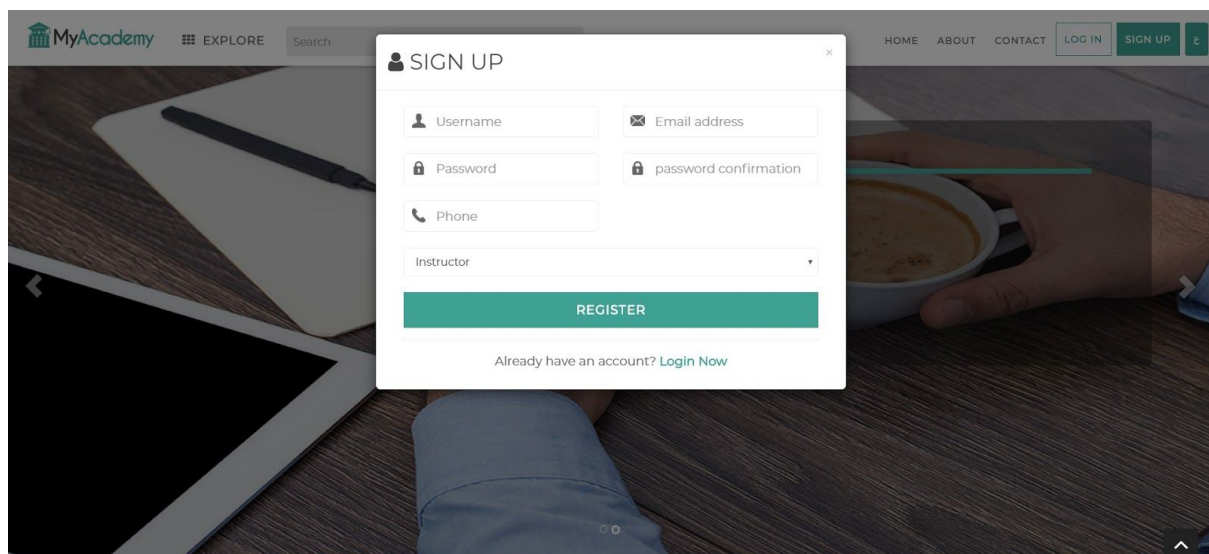 MyAcademy EXPLORE Search HOME ABOUT CONTACT LOG IN SIGN UP ع
SIGN UP ×
Username Email address
Password password confirmation
Phone
Instructor
REGISTER
Already have an account? Login Now